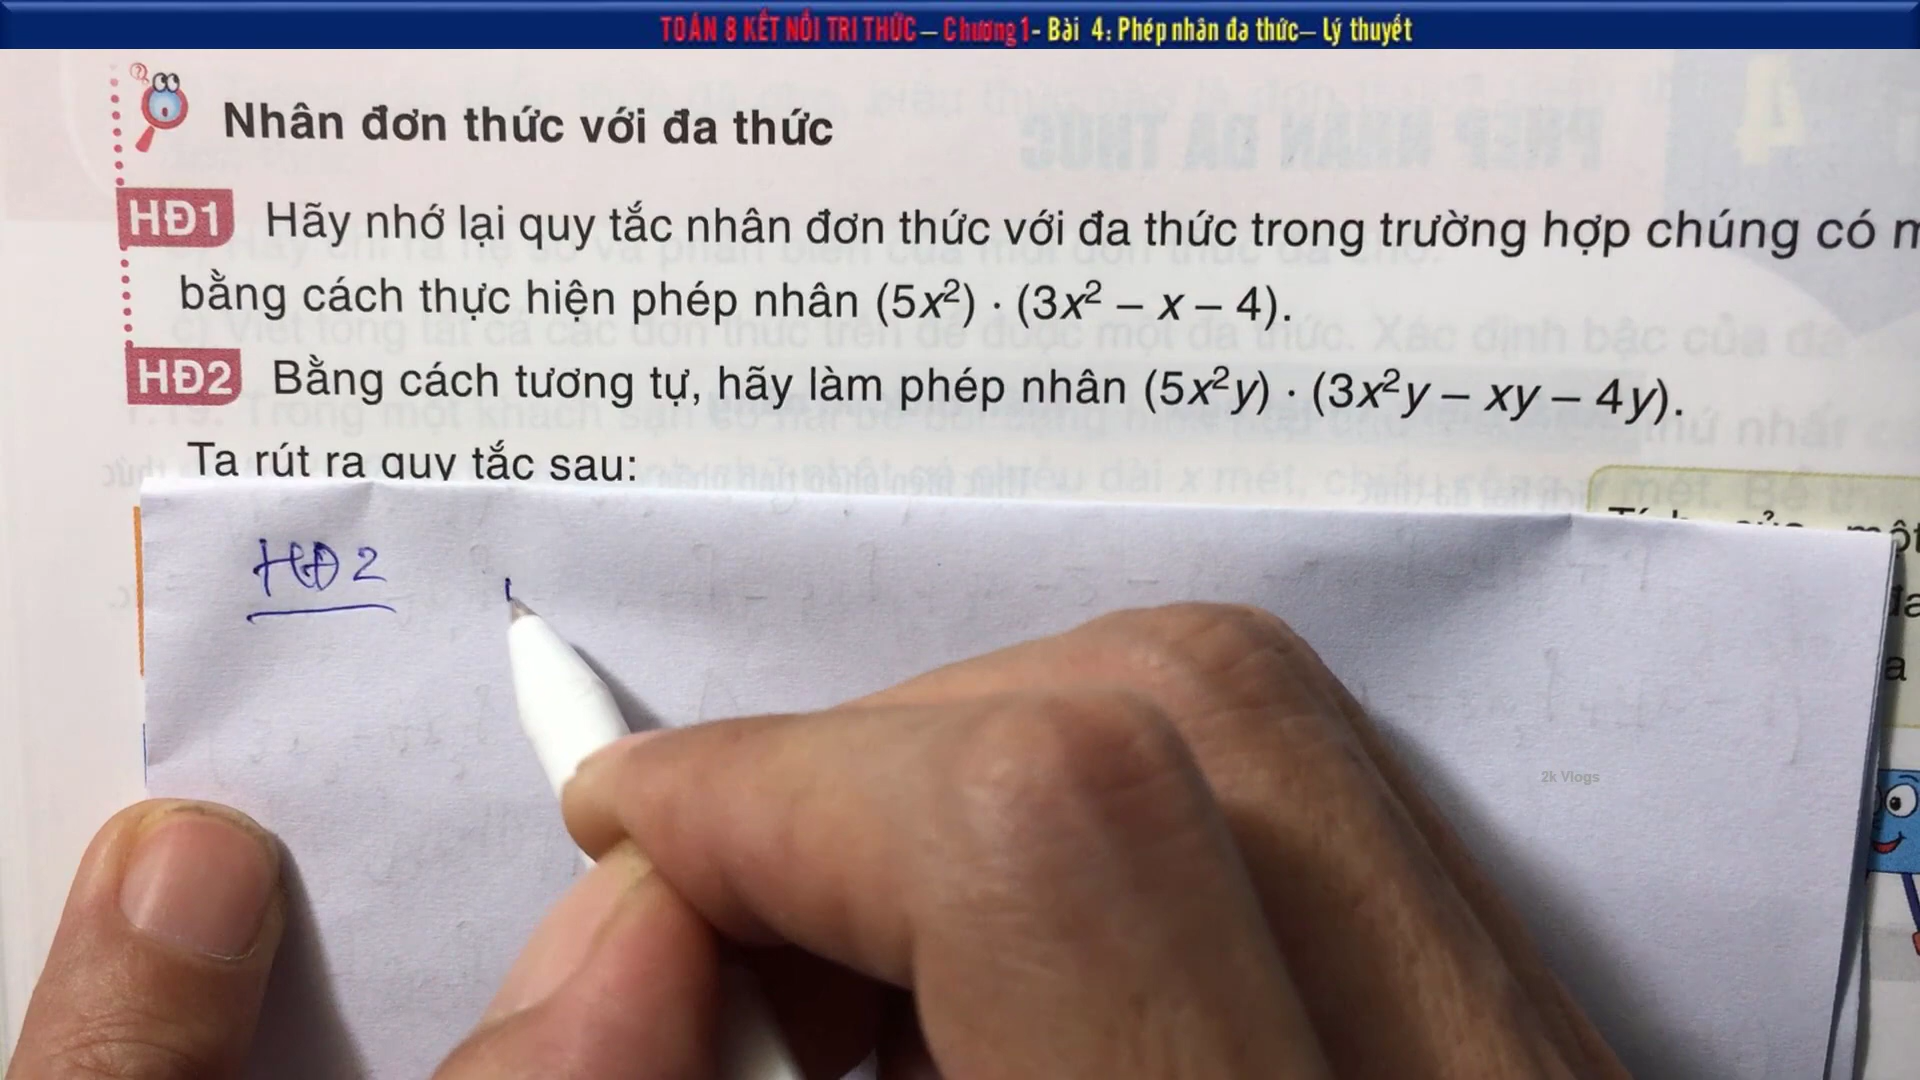 TOÁN 8 KẾT NỐI TRI THỨC – Chương 1- Bài 4: Phép nhân đa thức– Lý thuyết
Nhân đơn thức với đa thức
HĐ1 Hãy nhớ lại quy tắc nhân đơn thức với đa thức trong trường hợp chúng có
bằng cách thực hiện phép nhân (5x²) · (3x² – x – 4).
HĐ2 Bằng cách tương tự, hãy làm phép nhân (5x²y) · (3x²y – xy – 4y).
Ta rút ra quy tắc sau:
HĐ2
2k Vlogs